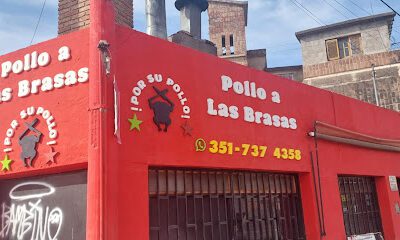 Pollo a
Las Brasas
¡POR SU POLLO!
¡POR SU POLLO!
Pollo a
Las Brasas
351-737 4358
BAMBINO